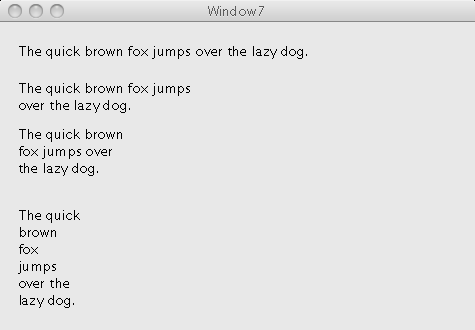 Window7
The quick brown fox jumps over the lazy dog.
The quick brown fox jumps
over the lazy dog.
The quick brown
fox jumps over
the lazy dog.
The quick
brown
fox
jumps
over the
lazy dog.